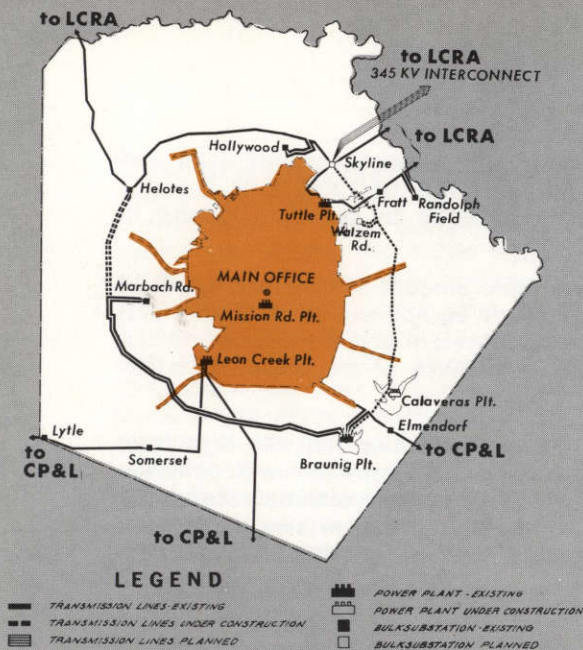 to LCRA
to LCRA
345 KV INTERCONNECT
to LCRA
Hollywood
Skyline
Helotes
Fratt
Randolph
Field
Tuttle Plt.
Walzem
Rd.
Marbach Rd.
MAIN OFFICE
Mission Rd. Plt.
Leon Creek Plt.
Calaveras Plt.
Elmendorf
Lytle
to
CP&L
Somerset
Braunig Plt.
to CP&L
to CP&L
LEGEND
TRANSMISSION LINES-EXISTING
TRANSMISSION LINES UNDER CONSTRUCTION
TRANSMISSION LINES PLANNED
POWER PLANT-EXISTING
POWER PLANT UNDER CONSTRUCTION
BULKSUBSTATION-EXISTING
BULKSUBSTATION PLANNED